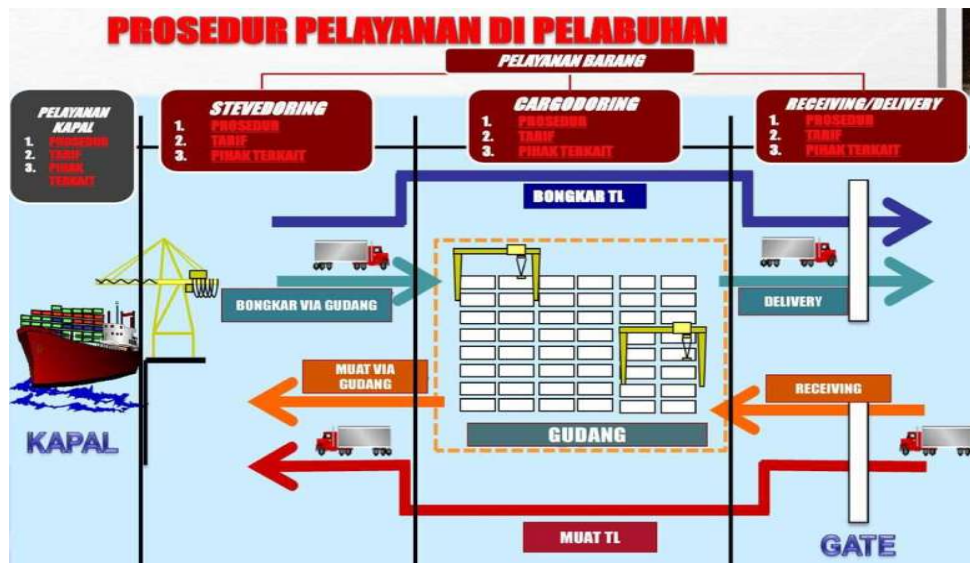 PROSEDUR PELAYANAN DI PELABUHAN
PELAYANAN BARANG
PELAYANAN
KAPAL
1. PROSEDUR
2. TARIF
3. PIHAK
TERKAIT
STEVEDORING
1. PROSEDUR
2. TARIF
3. PIHAK TERKAIT
CARGODORING
1. PROSEDUR
2. TARIF
3. PIHAK TERKAIT
RECEIVING/DELIVERY
1. PROSEDUR
2. TARIF
3. PIHAK TERKAIT
BONGKAR TL
BONGKAR VIA GUDANG
DELIVERY
MUAT VIA
GUDANG
RECEIVING
GUDANG
KAPAL
MUAT TL
GATE